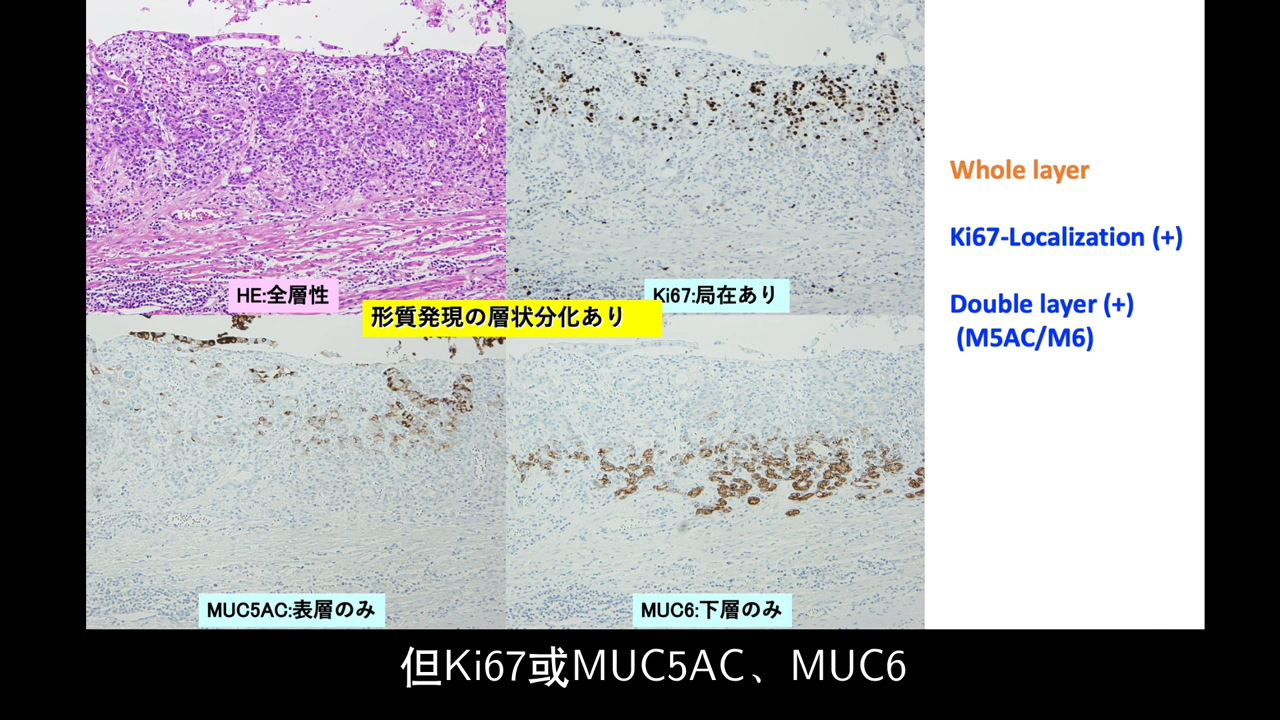 HE:全層性
Ki67:局在あり
形質発現の層状分化あり
MUC5AC:表層のみ
MUC6:下層のみ
Whole layer
Ki67-Localization (+)
Double layer (+)
(M5AC/M6)
但Ki67或MUC5AC、MUC6